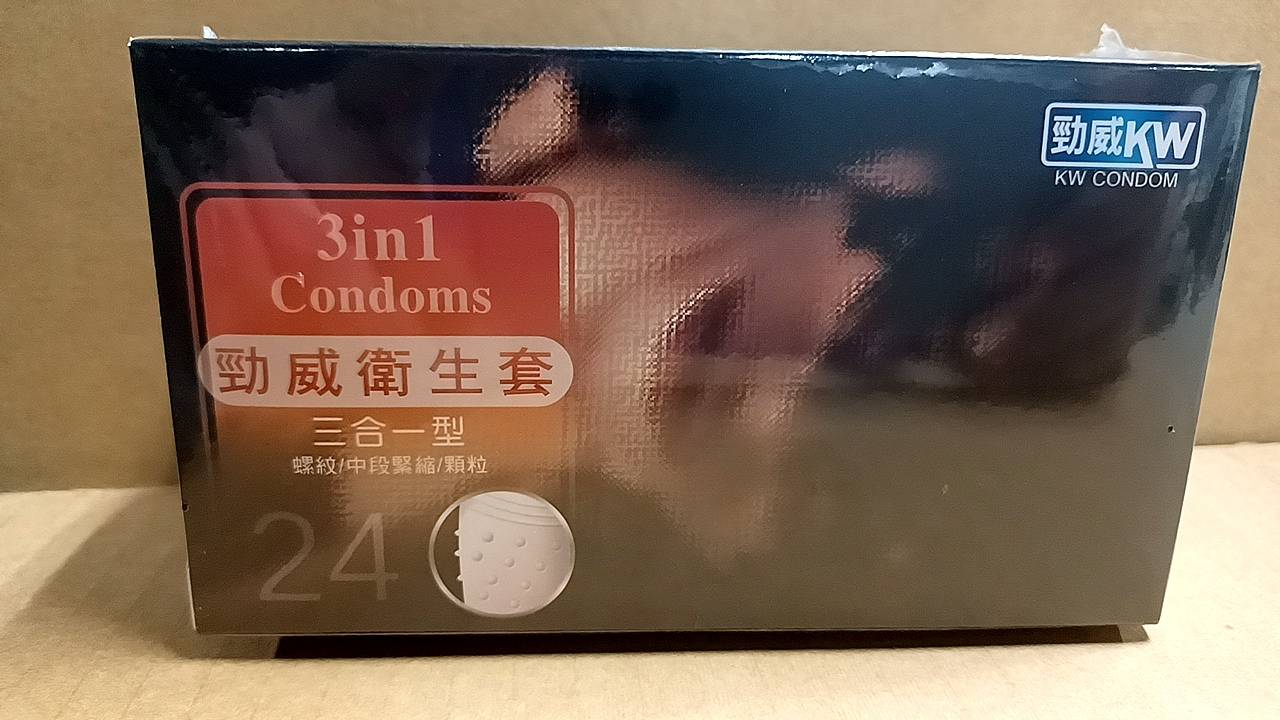 勁威KW
KW CONDOM
3in1
Condoms
勁威衛生套
三合一型
螺紋/中段緊縮/顆粒
24